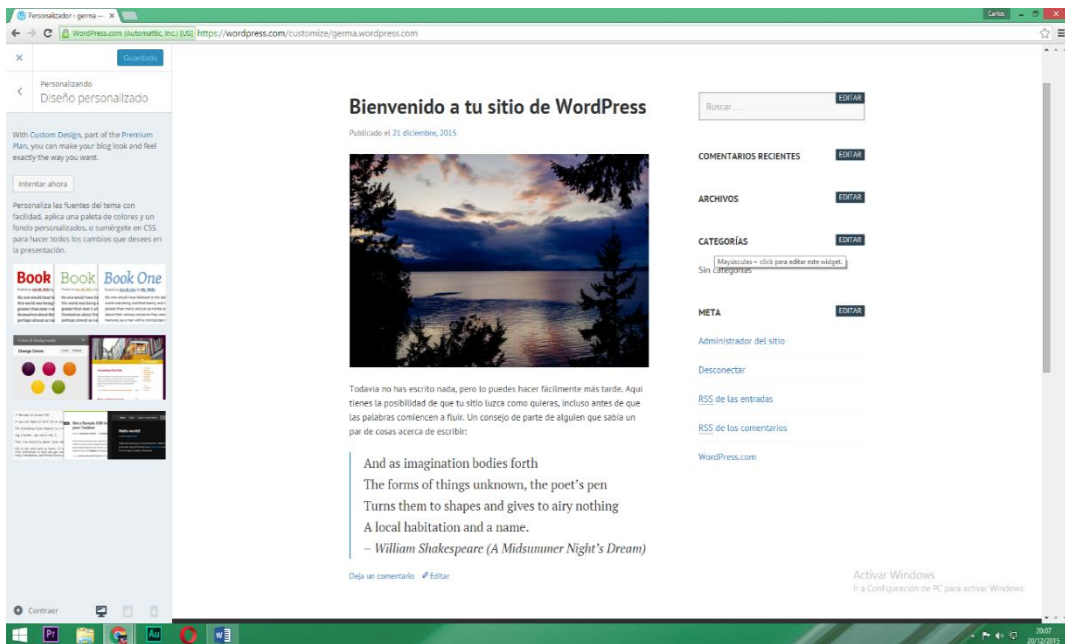 Personalizador ‹ germa —
Carlos
WordPress.com (Automattic, Inc.) [US] https://wordpress.com/customize/germa.wordpress.com
Guardado
Personalizando
Diseño personalizado
With Custom Design, part of the Premium
Plan, you can make your blog look and feel
exactly the way you want.
Intentar ahora
Personaliza las fuentes del tema con
facilidad, aplica una paleta de colores y un
fondo personalizados, o sumérgete en CSS
para hacer todos los cambios que desees en
la presentación.
Book Book Book One
Change Colors
Hello world!
Contraer
Bienvenido a tu sitio de WordPress
Publicado el 21 diciembre, 2015
Todavía no has escrito nada, pero lo puedes hacer fácilmente más tarde. Aquí
tienes la posibilidad de que tu sitio luzca como quieras, incluso antes de que
las palabras comiencen a fluir. Un consejo de parte de alguien que sabía un
par de cosas acerca de escribir:
And as imagination bodies forth
The forms of things unknown, the poet's pen
Turns them to shapes and gives to airy nothing
A local habitation and a name.
– William Shakespeare (A Midsummer Night's Dream)
Deja un comentario Editar
Buscar … EDITAR
COMENTARIOS RECIENTES EDITAR
ARCHIVOS EDITAR
CATEGORÍAS EDITAR
Mayúsculas + click para editar este widget.
Sin categorías
META EDITAR
Administrador del sitio
Desconectar
RSS de las entradas
RSS de los comentarios
WordPress.com
Activar Windows
Ir a Configuración de PC para activar Windows.
Pr
Au
20:07
20/12/2015